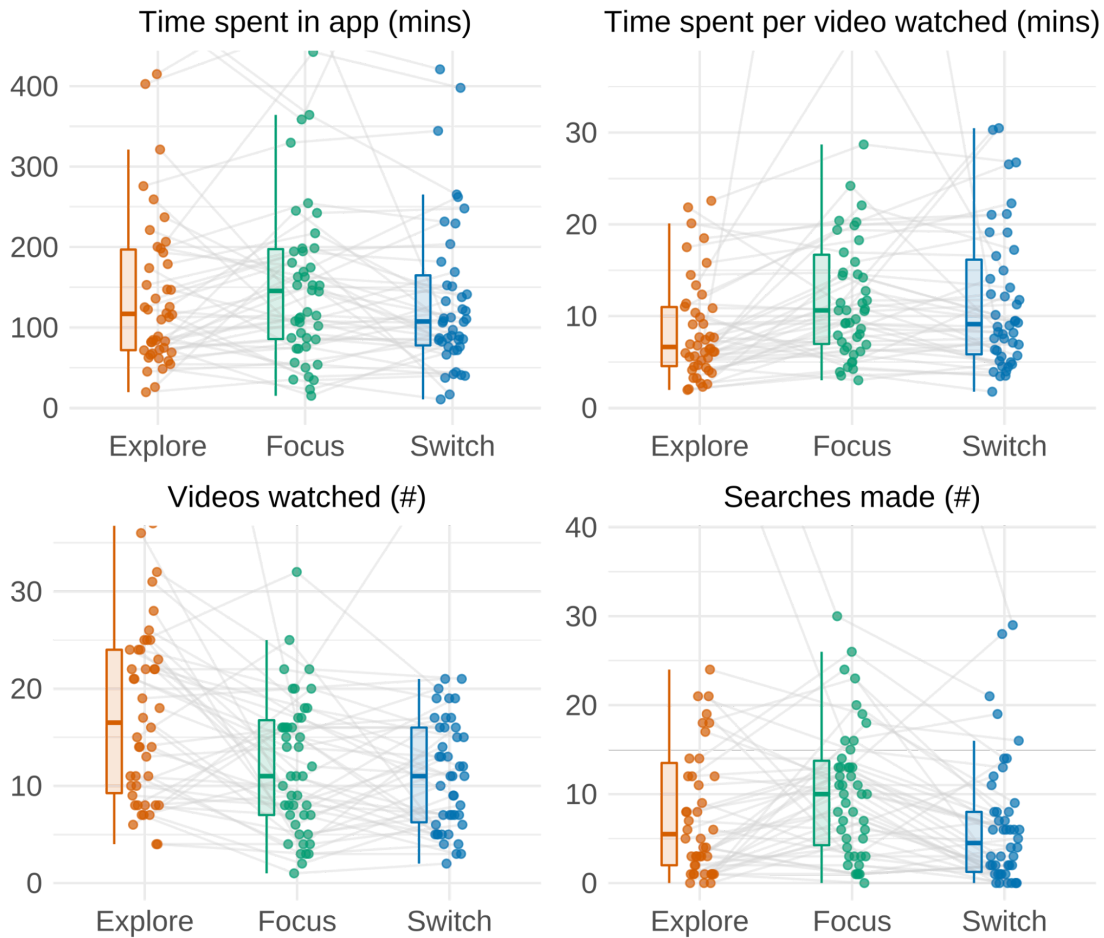 Time spent in app (mins)
400
300
200
100
0
Explore Focus Switch
Time spent per video watched (mins)
30
20
10
0
Explore Focus Switch
Videos watched (#)
30
20
10
0
Explore Focus Switch
Searches made (#)
40
30
20
10
0
Explore Focus Switch